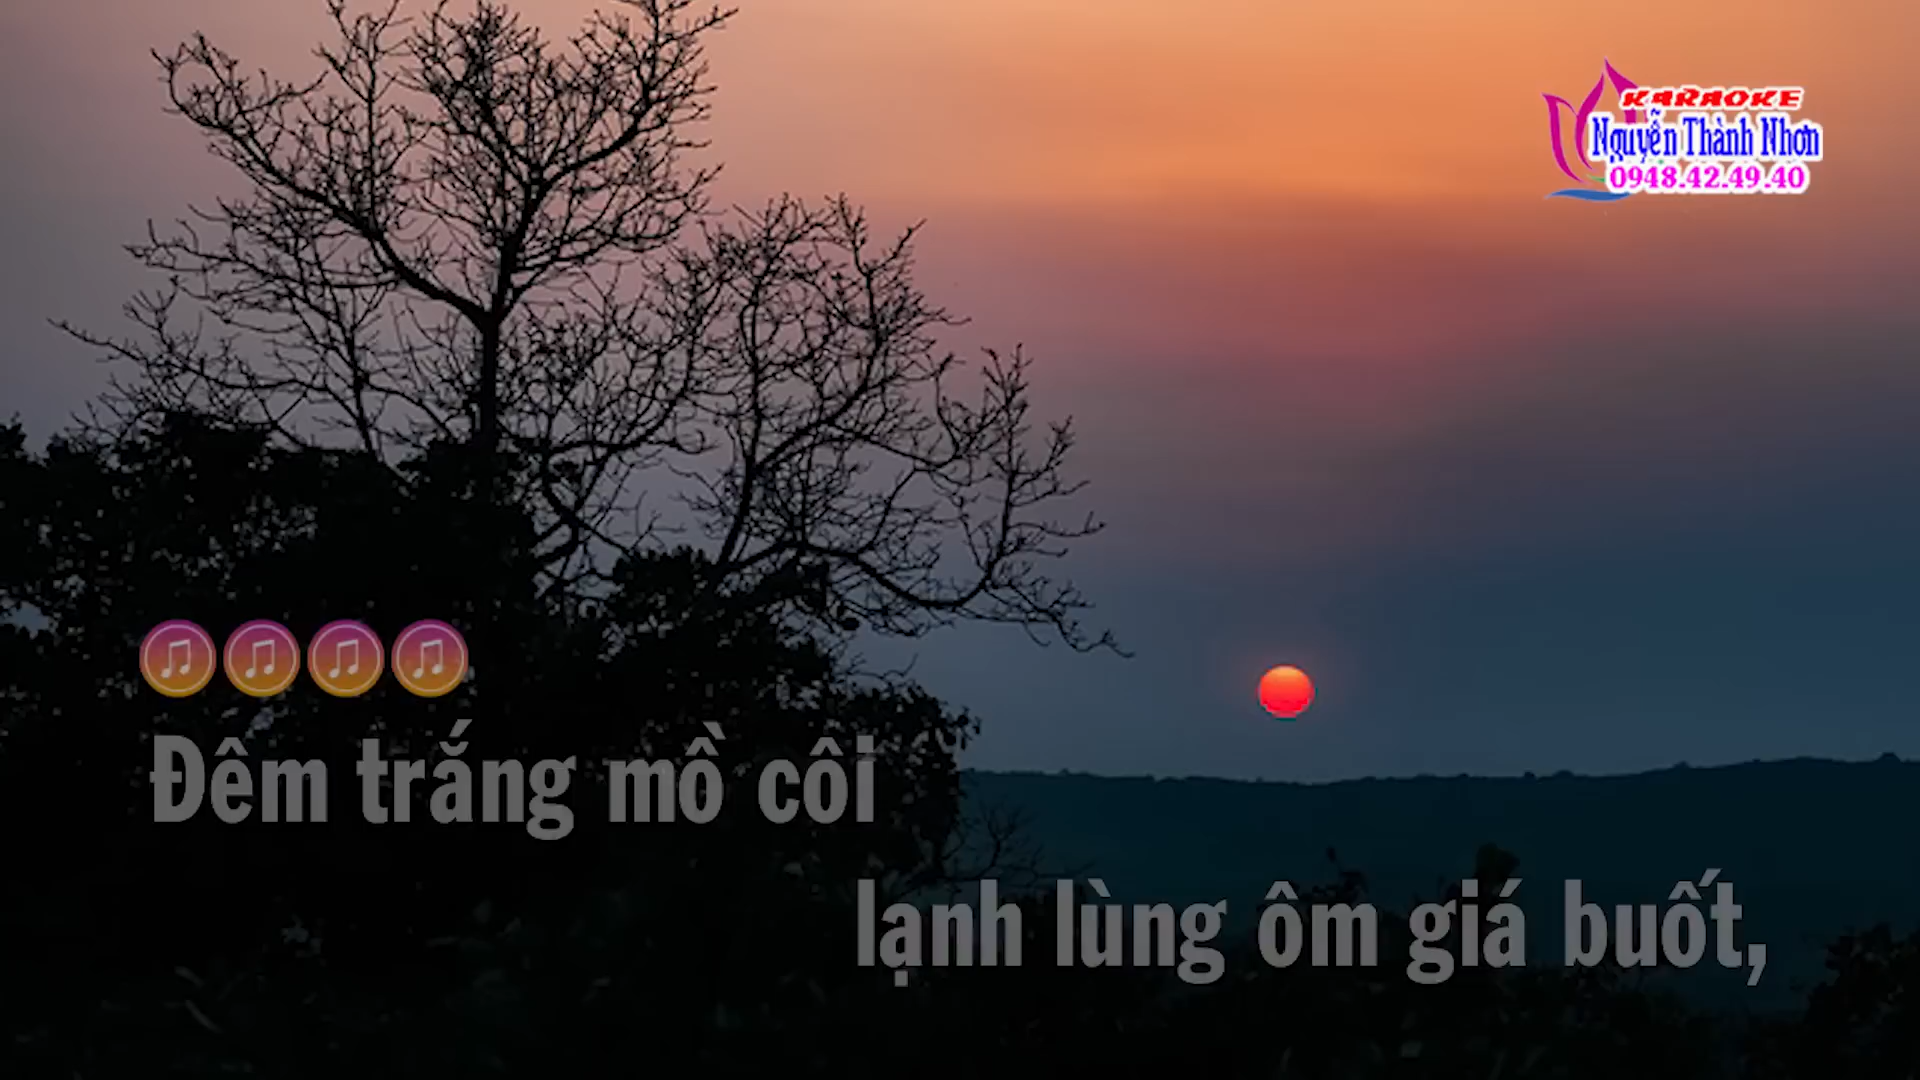 KARAOKE
Nguyễn Thành Nhơn
0948.42.49.40
Đêm trắng mồ côi
lạnh lùng ôm giá buốt,